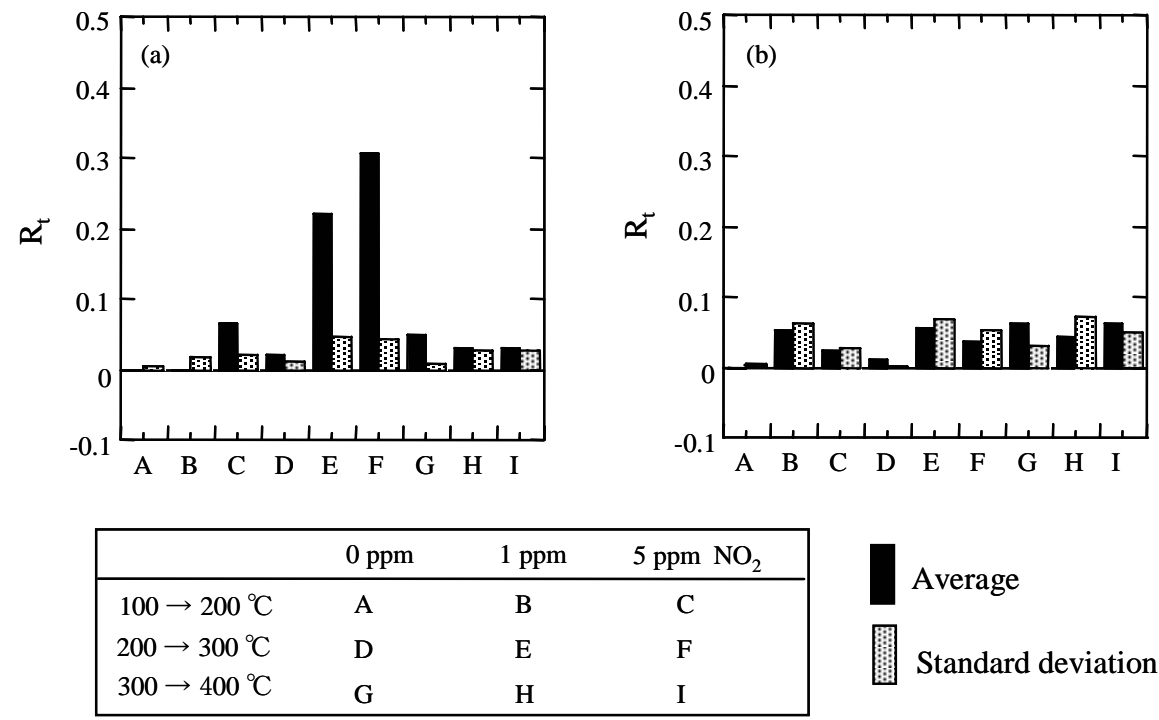 (a)
0.5
0.4
0.3
0.2
0.1
0
-0.1
R_t
A B C D E F G H I
(b)
0.5
0.4
0.3
0.2
0.1
0
-0.1
R_t
A B C D E F G H I
0 ppm 1 ppm 5 ppm NO₂
100 → 200 ℃ A B C
200 → 300 ℃ D E F
300 → 400 ℃ G H I
Average
Standard deviation